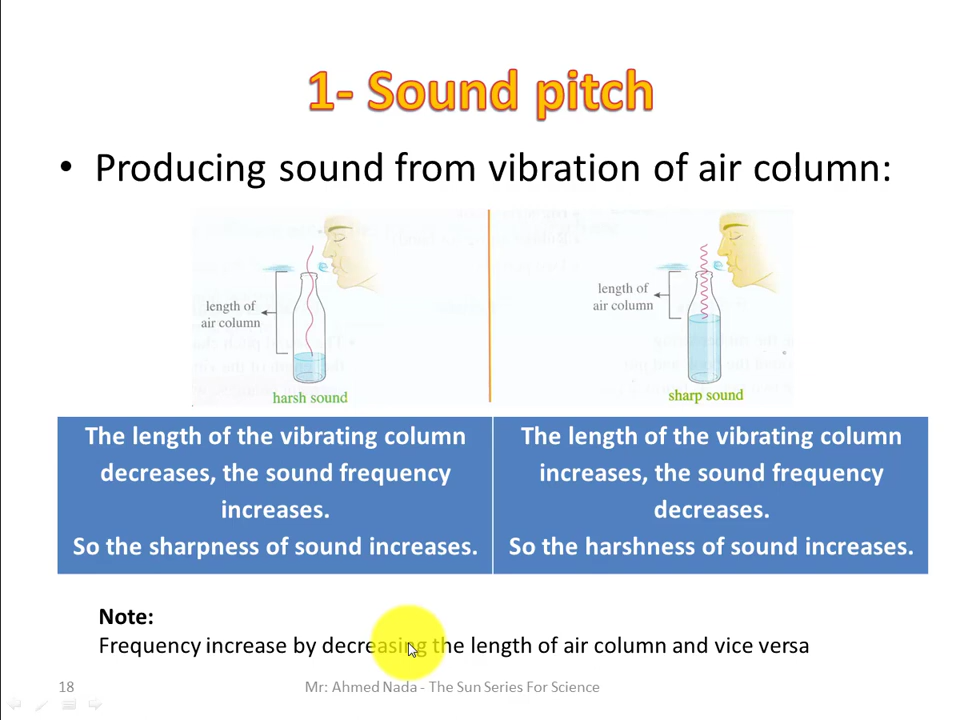 1- Sound pitch
• Producing sound from vibration of air column:
length of
air column
harsh sound
length of
air column
sharp sound
The length of the vibrating column
decreases, the sound frequency
increases.
So the sharpness of sound increases.
The length of the vibrating column
increases, the sound frequency
decreases.
So the harshness of sound increases.
Note:
Frequency increase by decreasing the length of air column and vice versa
18
Mr: Ahmed Nada - The Sun Series For Science